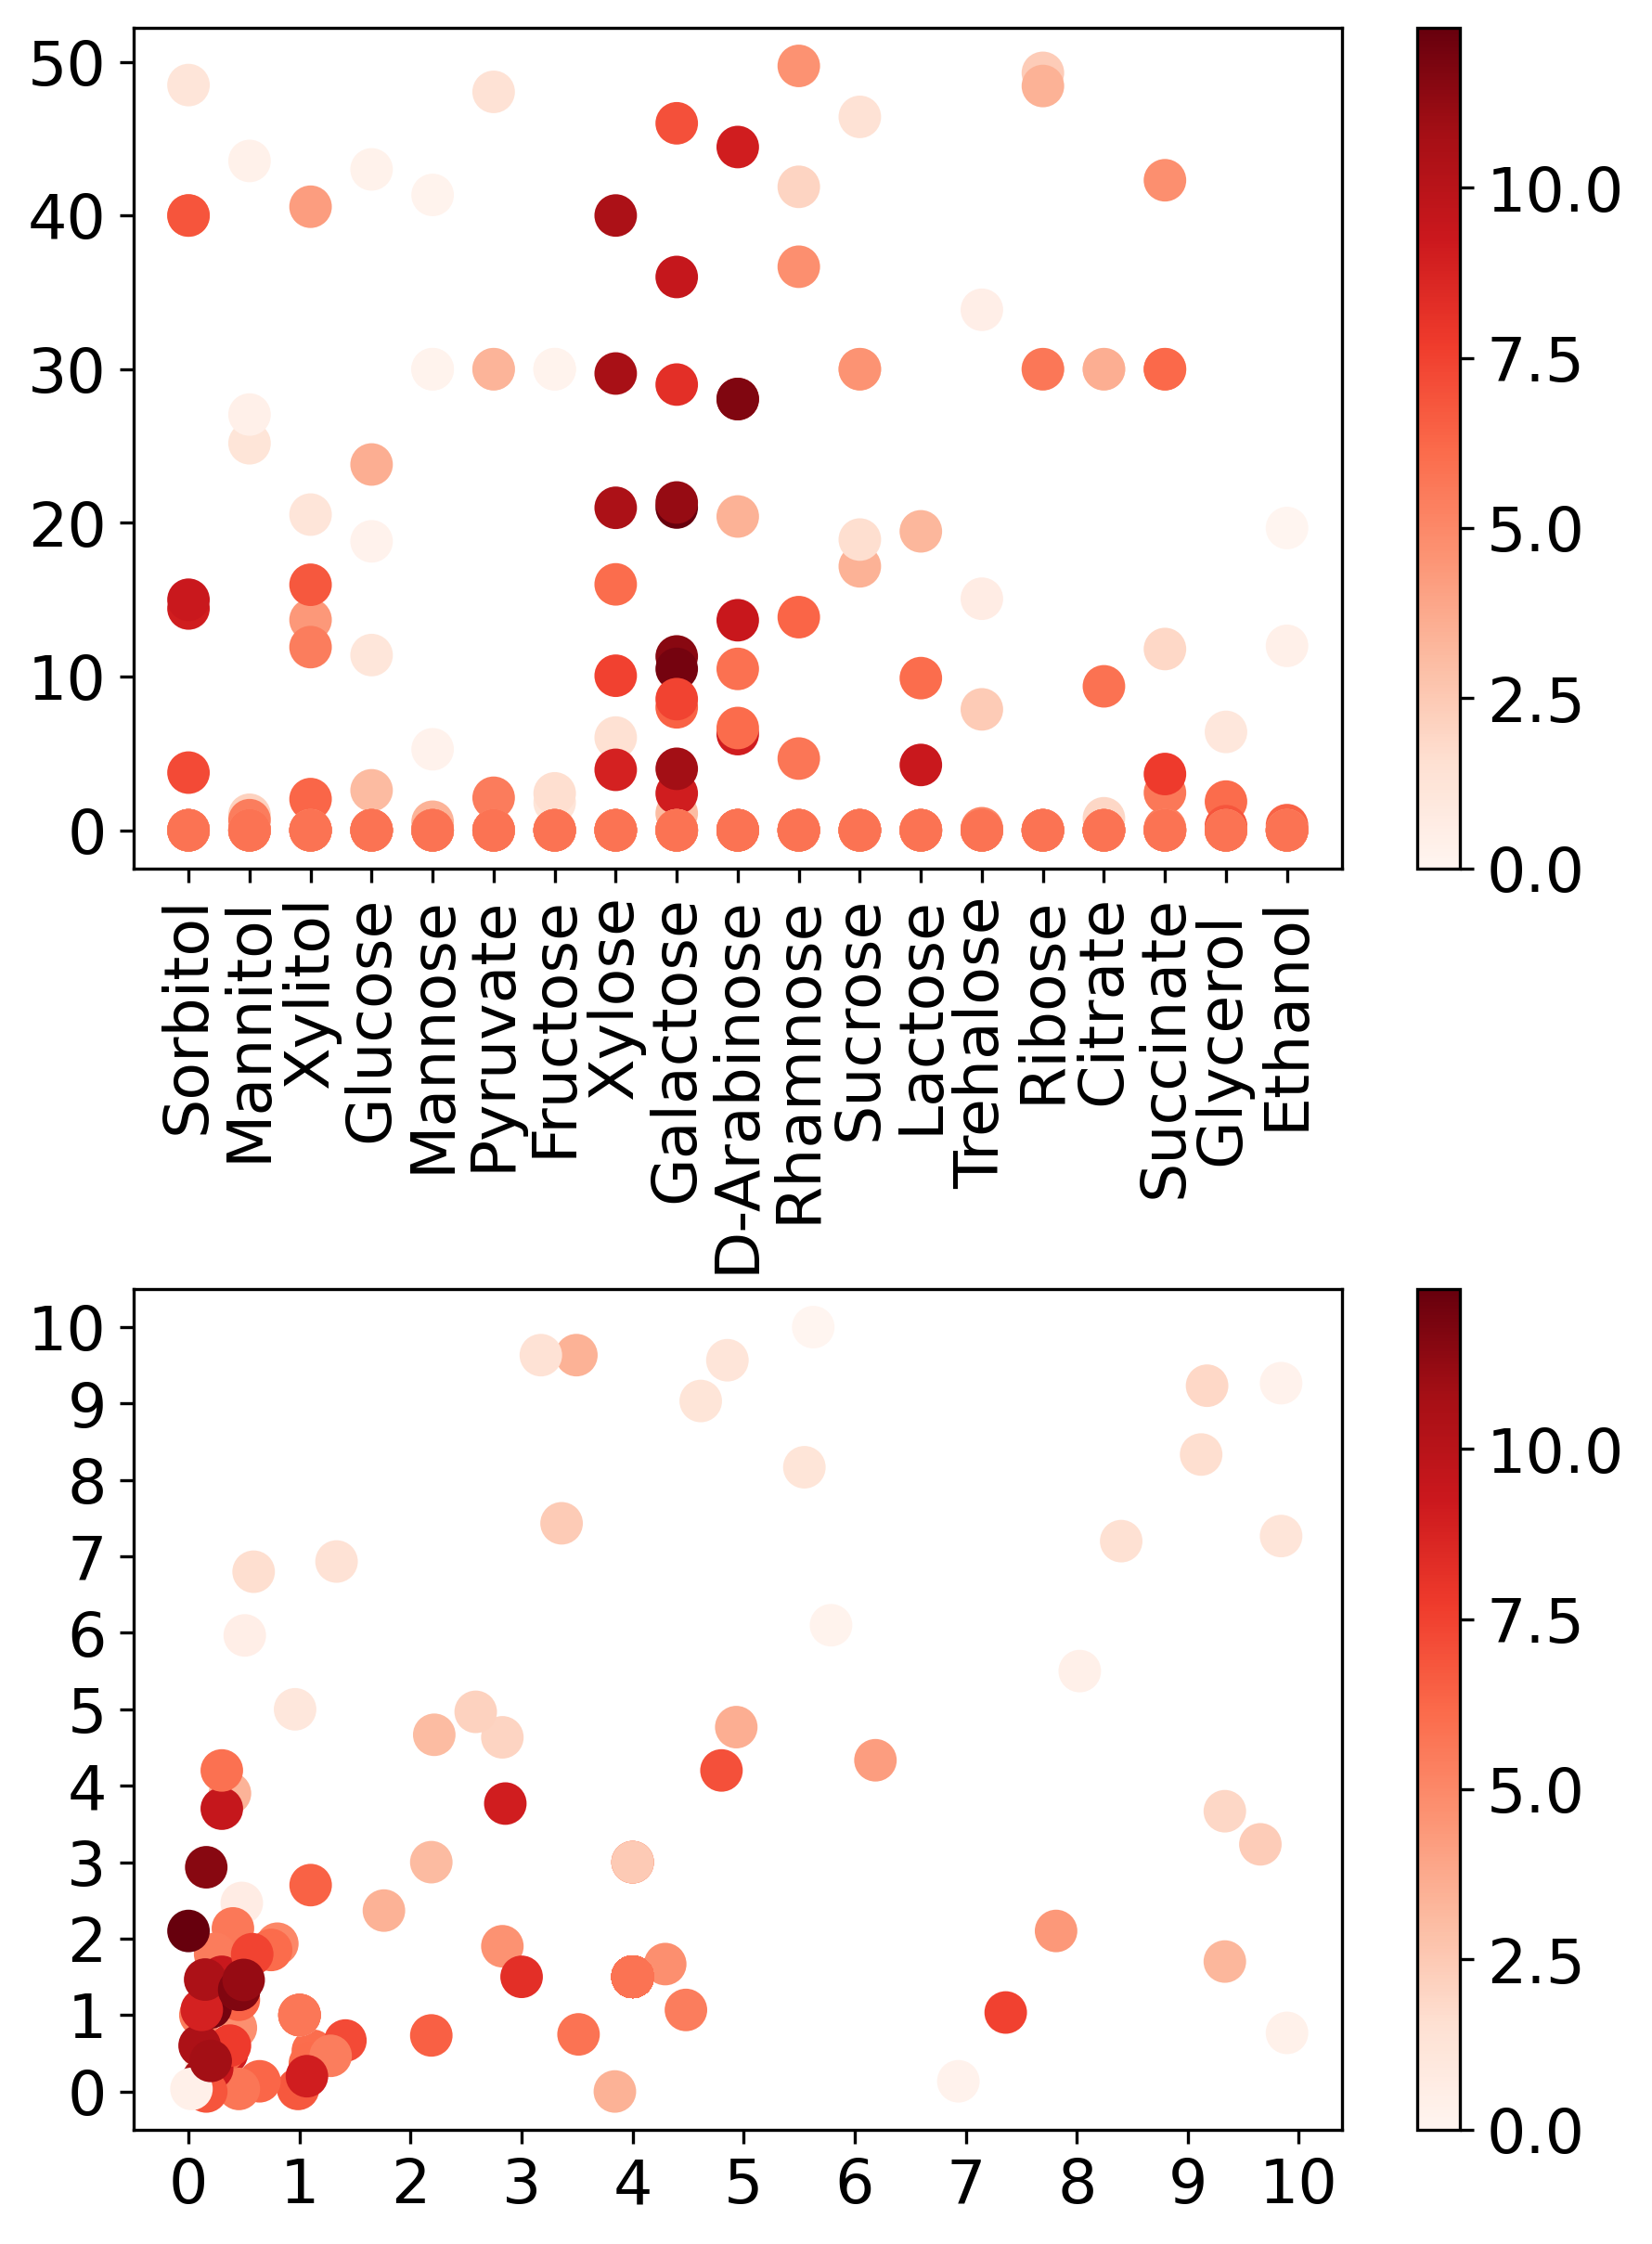 50
40
30
20
10
0
10.0
7.5
5.0
2.5
0.0
Sorbitol
Mannitol
Xylitol
Glucose
Mannose
Pyruvate
Fructose
Xylose
Galactose
D-Arabinose
Rhamnose
Sucrose
Lactose
Trehalose
Ribose
Citrate
Succinate
Glycerol
Ethanol
10
9
8
7
6
5
4
3
2
1
0
0 1 2 3 4 5 6 7 8 9 10
10.0
7.5
5.0
2.5
0.0